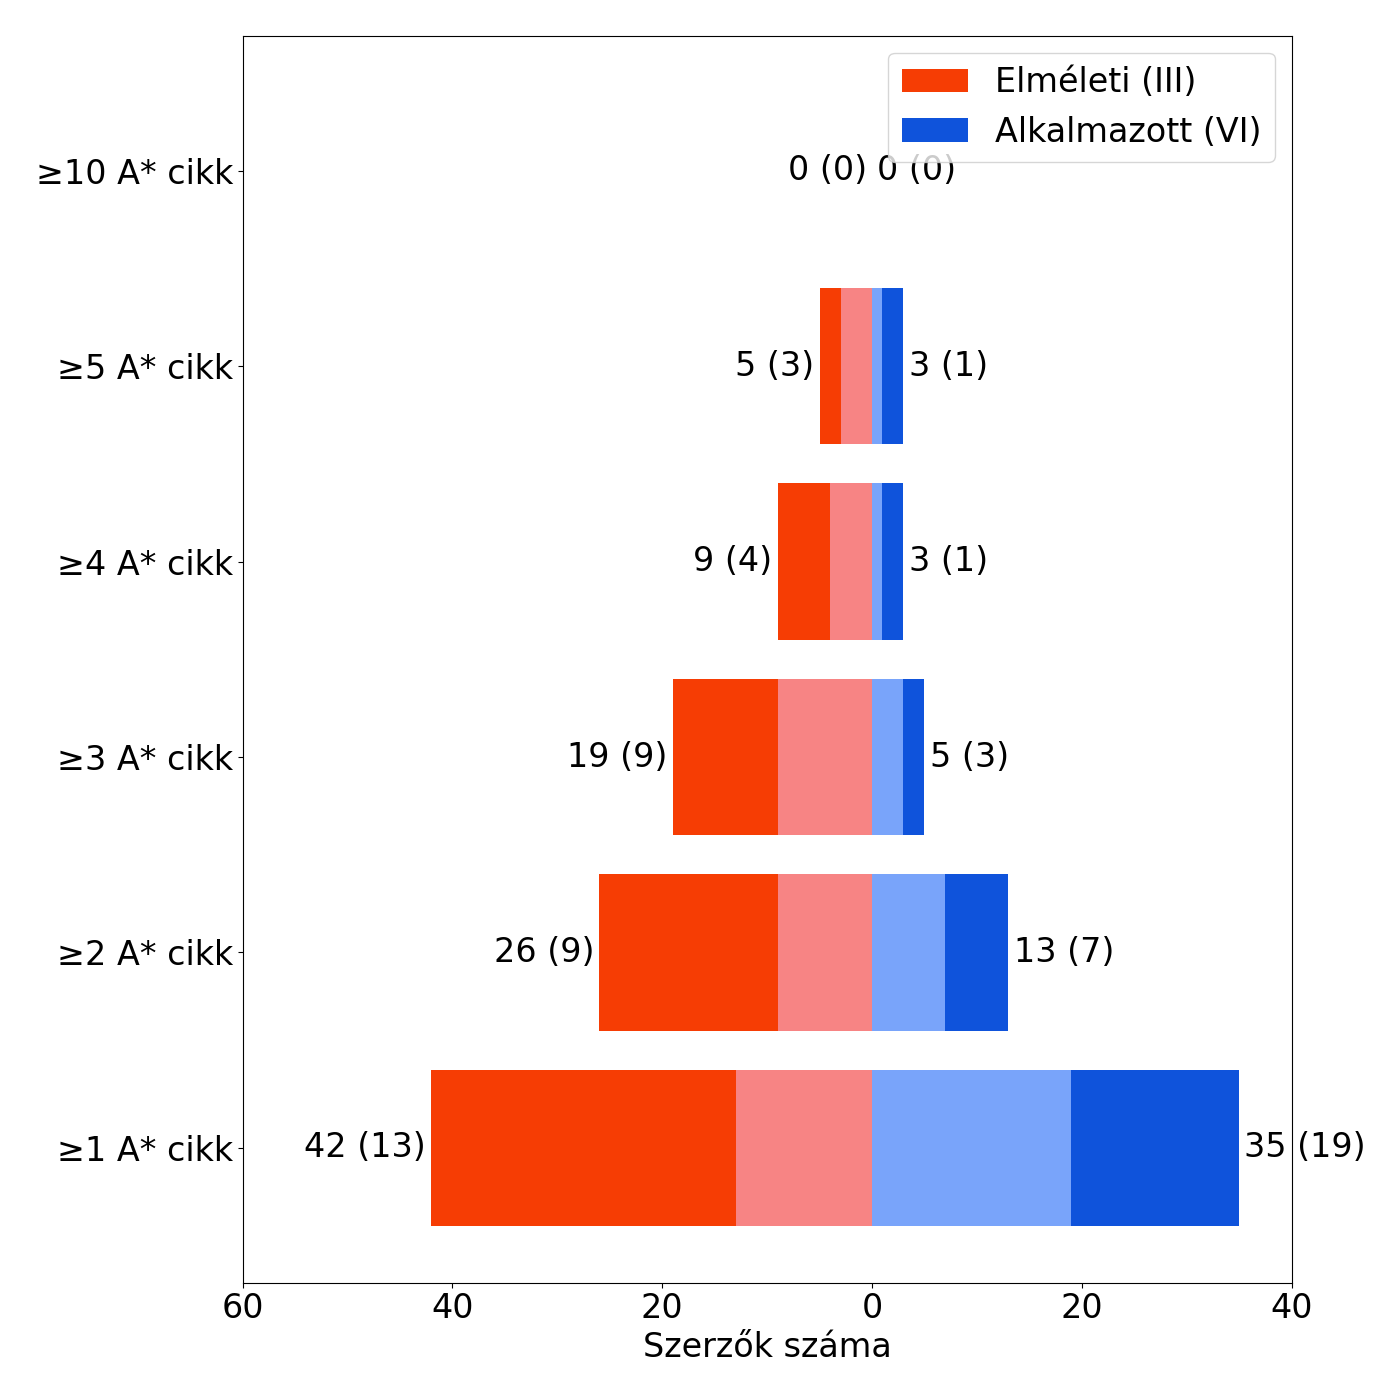 Elméleti (III)
Alkalmazott (VI)
≥10 A* cikk 0 (0) 0 (0)
≥5 A* cikk 5 (3) 3 (1)
≥4 A* cikk 9 (4) 3 (1)
≥3 A* cikk 19 (9) 5 (3)
≥2 A* cikk 26 (9) 13 (7)
≥1 A* cikk 42 (13) 35 (19)
60 40 20 0 20 40
Szerzők száma